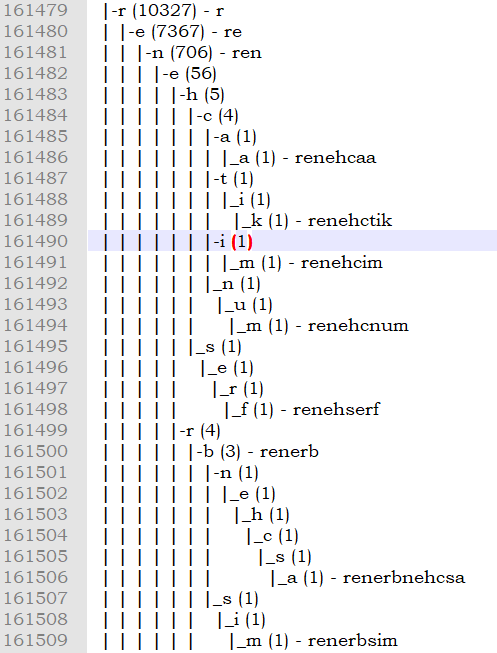 161479 |-r (10327) - r
161480 | |-e (7367) - re
161481 | | |-n (706) - ren
161482 | | | |-e (56)
161483 | | | | |-h (5)
161484 | | | | | |-c (4)
161485 | | | | | | |-a (1)
161486 | | | | | | | |_a (1) - renehcaa
161487 | | | | | | |-t (1)
161488 | | | | | | | |_i (1)
161489 | | | | | | |   |_k (1) - renehctik
161490 | | | | | | |-i (1)
161491 | | | | | | | |_m (1) - renehcim
161492 | | | | | | |_n (1)
161493 | | | | | |   |_u (1)
161494 | | | | | |     |_m (1) - renehcnum
161495 | | | | | |_s (1)
161496 | | | | |   |_e (1)
161497 | | | | |     |_r (1)
161498 | | | | |       |_f (1) - renehserf
161499 | | | | |-r (4)
161500 | | | | | |-b (3) - renerb
161501 | | | | | | |-n (1)
161502 | | | | | | | |_e (1)
161503 | | | | | | |   |_h (1)
161504 | | | | | | |     |_c (1)
161505 | | | | | | |       |_s (1)
161506 | | | | | | |         |_a (1) - renerbnehcsa
161507 | | | | | | |_s (1)
161508 | | | | | |   |_i (1)
161509 | | | | | |     |_m (1) - renerbsim